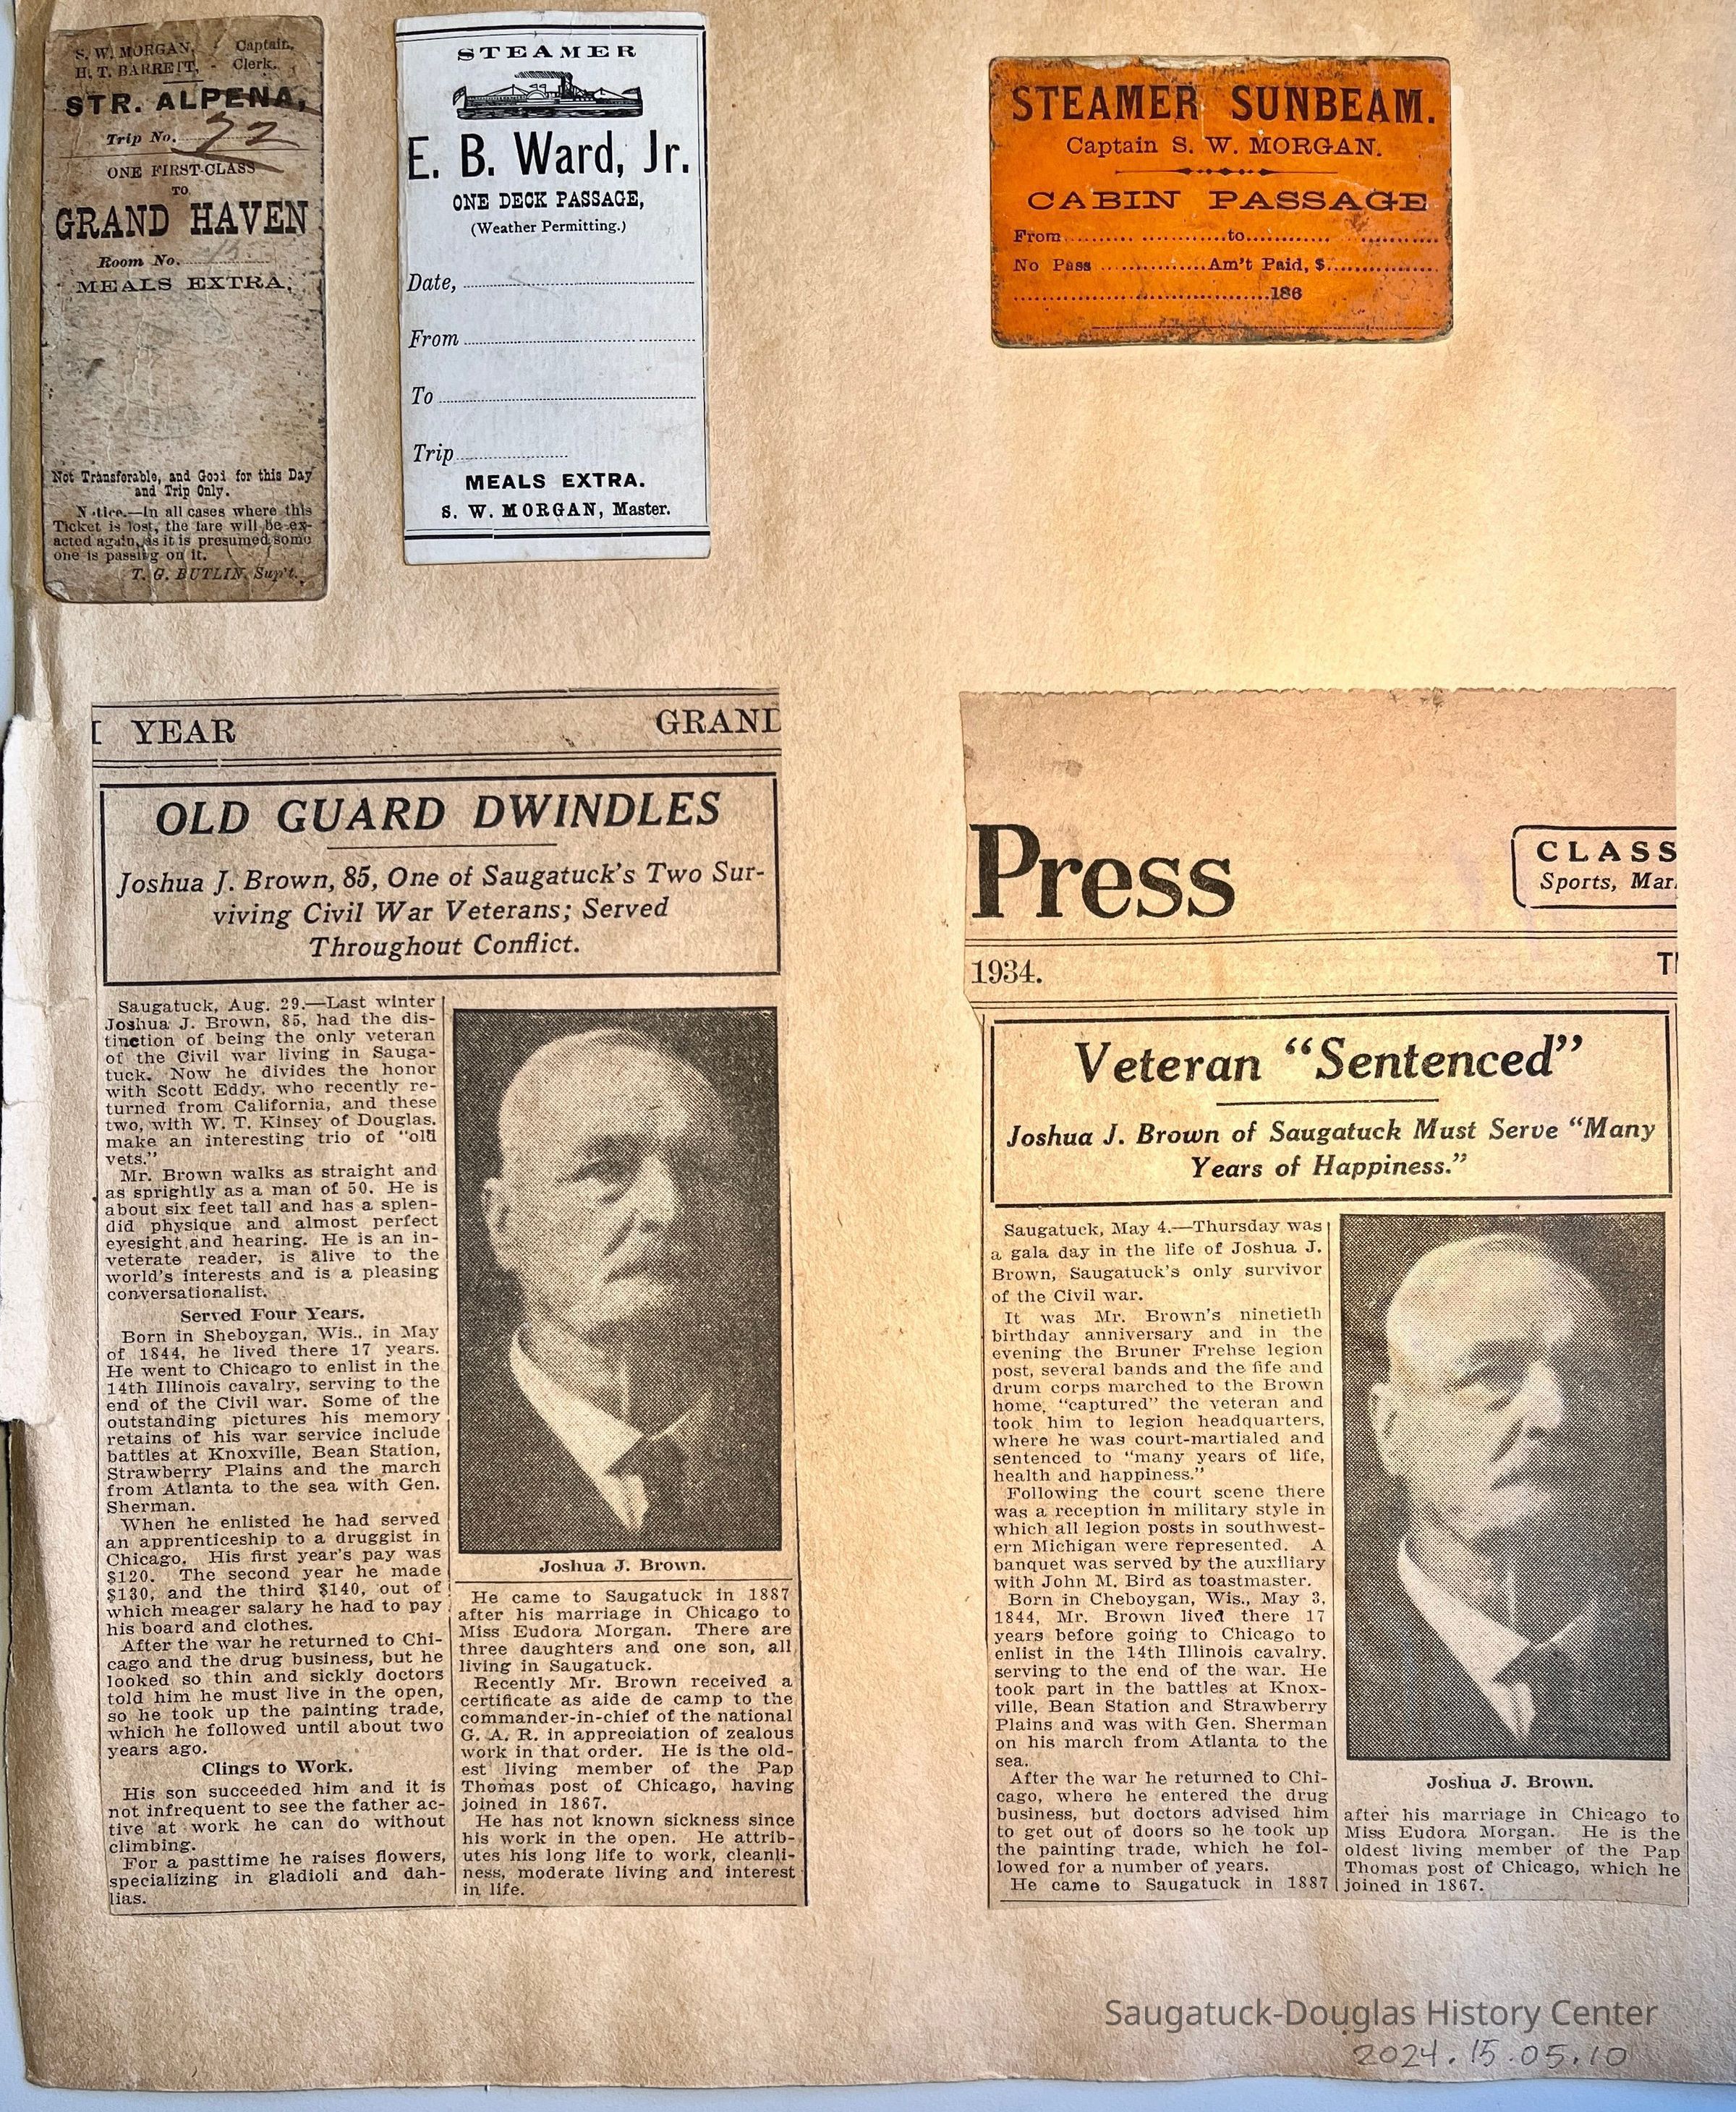 S. W. MORGAN, - Captain.
H. T. BARRETT, - Clerk.
STR. ALPENA,
Trip No. 72
ONE FIRST-CLASS
TO
GRAND HAVEN
Room No.
MEALS EXTRA.
Not Transferable, and Good for this Day
and Trip Only.
Notice.—In all cases where this
Ticket is lost, the fare will be ex-
acted again, as it is presumed some
one is passing on it.
T. G. BUTLIN, Sup't.
STEAMER
E. B. Ward, Jr.
ONE DECK PASSAGE,
(Weather Permitting.)
Date,
From
To
Trip
MEALS EXTRA.
S. W. MORGAN, Master.
STEAMER SUNBEAM.
Captain S. W. MORGAN.
CABIN PASSAGE
From to
No Pass Am't Paid, $
186
YEAR GRAND
OLD GUARD DWINDLES
Joshua J. Brown, 85, One of Saugatuck's Two Sur-
viving Civil War Veterans; Served
Throughout Conflict.
Saugatuck, Aug. 29.—Last winter
Joshua J. Brown, 85, had the dis-
tinction of being the only veteran
of the Civil war living in Sauga-
tuck. Now he divides the honor
with Scott Eddy, who recently re-
turned from California, and these
two, with W. T. Kinsey of Douglas.
make an interesting trio of "old
vets."
Mr. Brown walks as straight and
as sprightly as a man of 50. He is
about six feet tall and has a splen-
did physique and almost perfect
eyesight and hearing. He is an in-
veterate reader, is alive to the
world's interests and is a pleasing
conversationalist.
Served Four Years.
Born in Sheboygan, Wis., in May
of 1844, he lived there 17 years.
He went to Chicago to enlist in the
14th Illinois cavalry, serving to the
end of the Civil war. Some of the
outstanding pictures his memory
retains of his war service include
battles at Knoxville, Bean Station,
Strawberry Plains and the march
from Atlanta to the sea with Gen.
Sherman.
When he enlisted he had served
an apprenticeship to a druggist in
Chicago. His first year's pay was
$120. The second year he made
$130, and the third $140, out of
which meager salary he had to pay
his board and clothes.
After the war he returned to Chi-
cago and the drug business, but he
looked so thin and sickly doctors
told him he must live in the open,
so he took up the painting trade,
which he followed until about two
years ago.
Clings to Work.
His son succeeded him and it is
not infrequent to see the father ac-
tive at work he can do without
climbing.
For a pasttime he raises flowers,
specializing in gladioli and dah-
lias.
Joshua J. Brown.
He came to Saugatuck in 1887
after his marriage in Chicago to
Miss Eudora Morgan. There are
three daughters and one son, all
living in Saugatuck.
Recently Mr. Brown received a
certificate as aide de camp to the
commander-in-chief of the national
G. A. R. in appreciation of zealous
work in that order. He is the old-
est living member of the Pap
Thomas post of Chicago, having
joined in 1867.
He has not known sickness since
his work in the open. He attrib-
utes his long life to work, cleanli-
ness, moderate living and interest
in life.
Press
CLASS
Sports, Mar
1934.
Veteran "Sentenced"
Joshua J. Brown of Saugatuck Must Serve "Many
Years of Happiness."
Saugatuck, May 4.—Thursday was
a gala day in the life of Joshua J.
Brown, Saugatuck's only survivor
of the Civil war.
It was Mr. Brown's ninetieth
birthday anniversary and in the
evening the Bruner Frehse legion
post, several bands and the fife and
drum corps marched to the Brown
home, "captured" the veteran and
took him to legion headquarters,
where he was court-martialed and
sentenced to "many years of life,
health and happiness."
Following the court scene there
was a reception in military style in
which all legion posts in southwest-
ern Michigan were represented. A
banquet was served by the auxiliary
with John M. Bird as toastmaster.
Born in Cheboygan, Wis., May 3,
1844, Mr. Brown lived there 17
years before going to Chicago to
enlist in the 14th Illinois cavalry.
serving to the end of the war. He
took part in the battles at Knox-
ville, Bean Station and Strawberry
Plains and was with Gen. Sherman
on his march from Atlanta to the
sea.
After the war he returned to Chi-
cago, where he entered the drug
business, but doctors advised him
to get out of doors so he took up
the painting trade, which he fol-
lowed for a number of years.
He came to Saugatuck in 1887
Joshua J. Brown.
after his marriage in Chicago to
Miss Eudora Morgan. He is the
oldest living member of the Pap
Thomas post of Chicago, which he
joined in 1867.
Saugatuck-Douglas History Center
2024.15.05.10